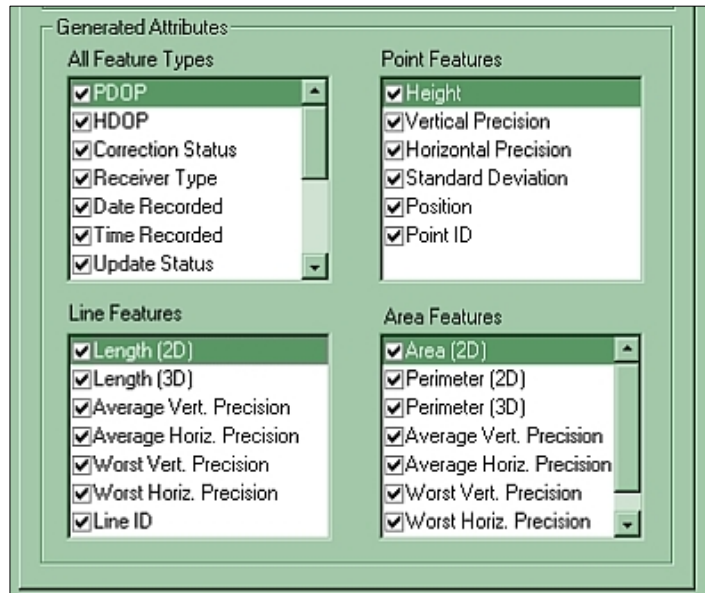 Generated Attributes
All Feature Types
PDOP
HDOP
Correction Status
Receiver Type
Date Recorded
Time Recorded
Update Status
Point Features
Height
Vertical Precision
Horizontal Precision
Standard Deviation
Position
Point ID
Line Features
Length (2D)
Length (3D)
Average Vert. Precision
Average Horiz. Precision
Worst Vert. Precision
Worst Horiz. Precision
Line ID
Area Features
Area (2D)
Perimeter (2D)
Perimeter (3D)
Average Vert. Precision
Average Horiz. Precision
Worst Vert. Precision
Worst Horiz. Precision